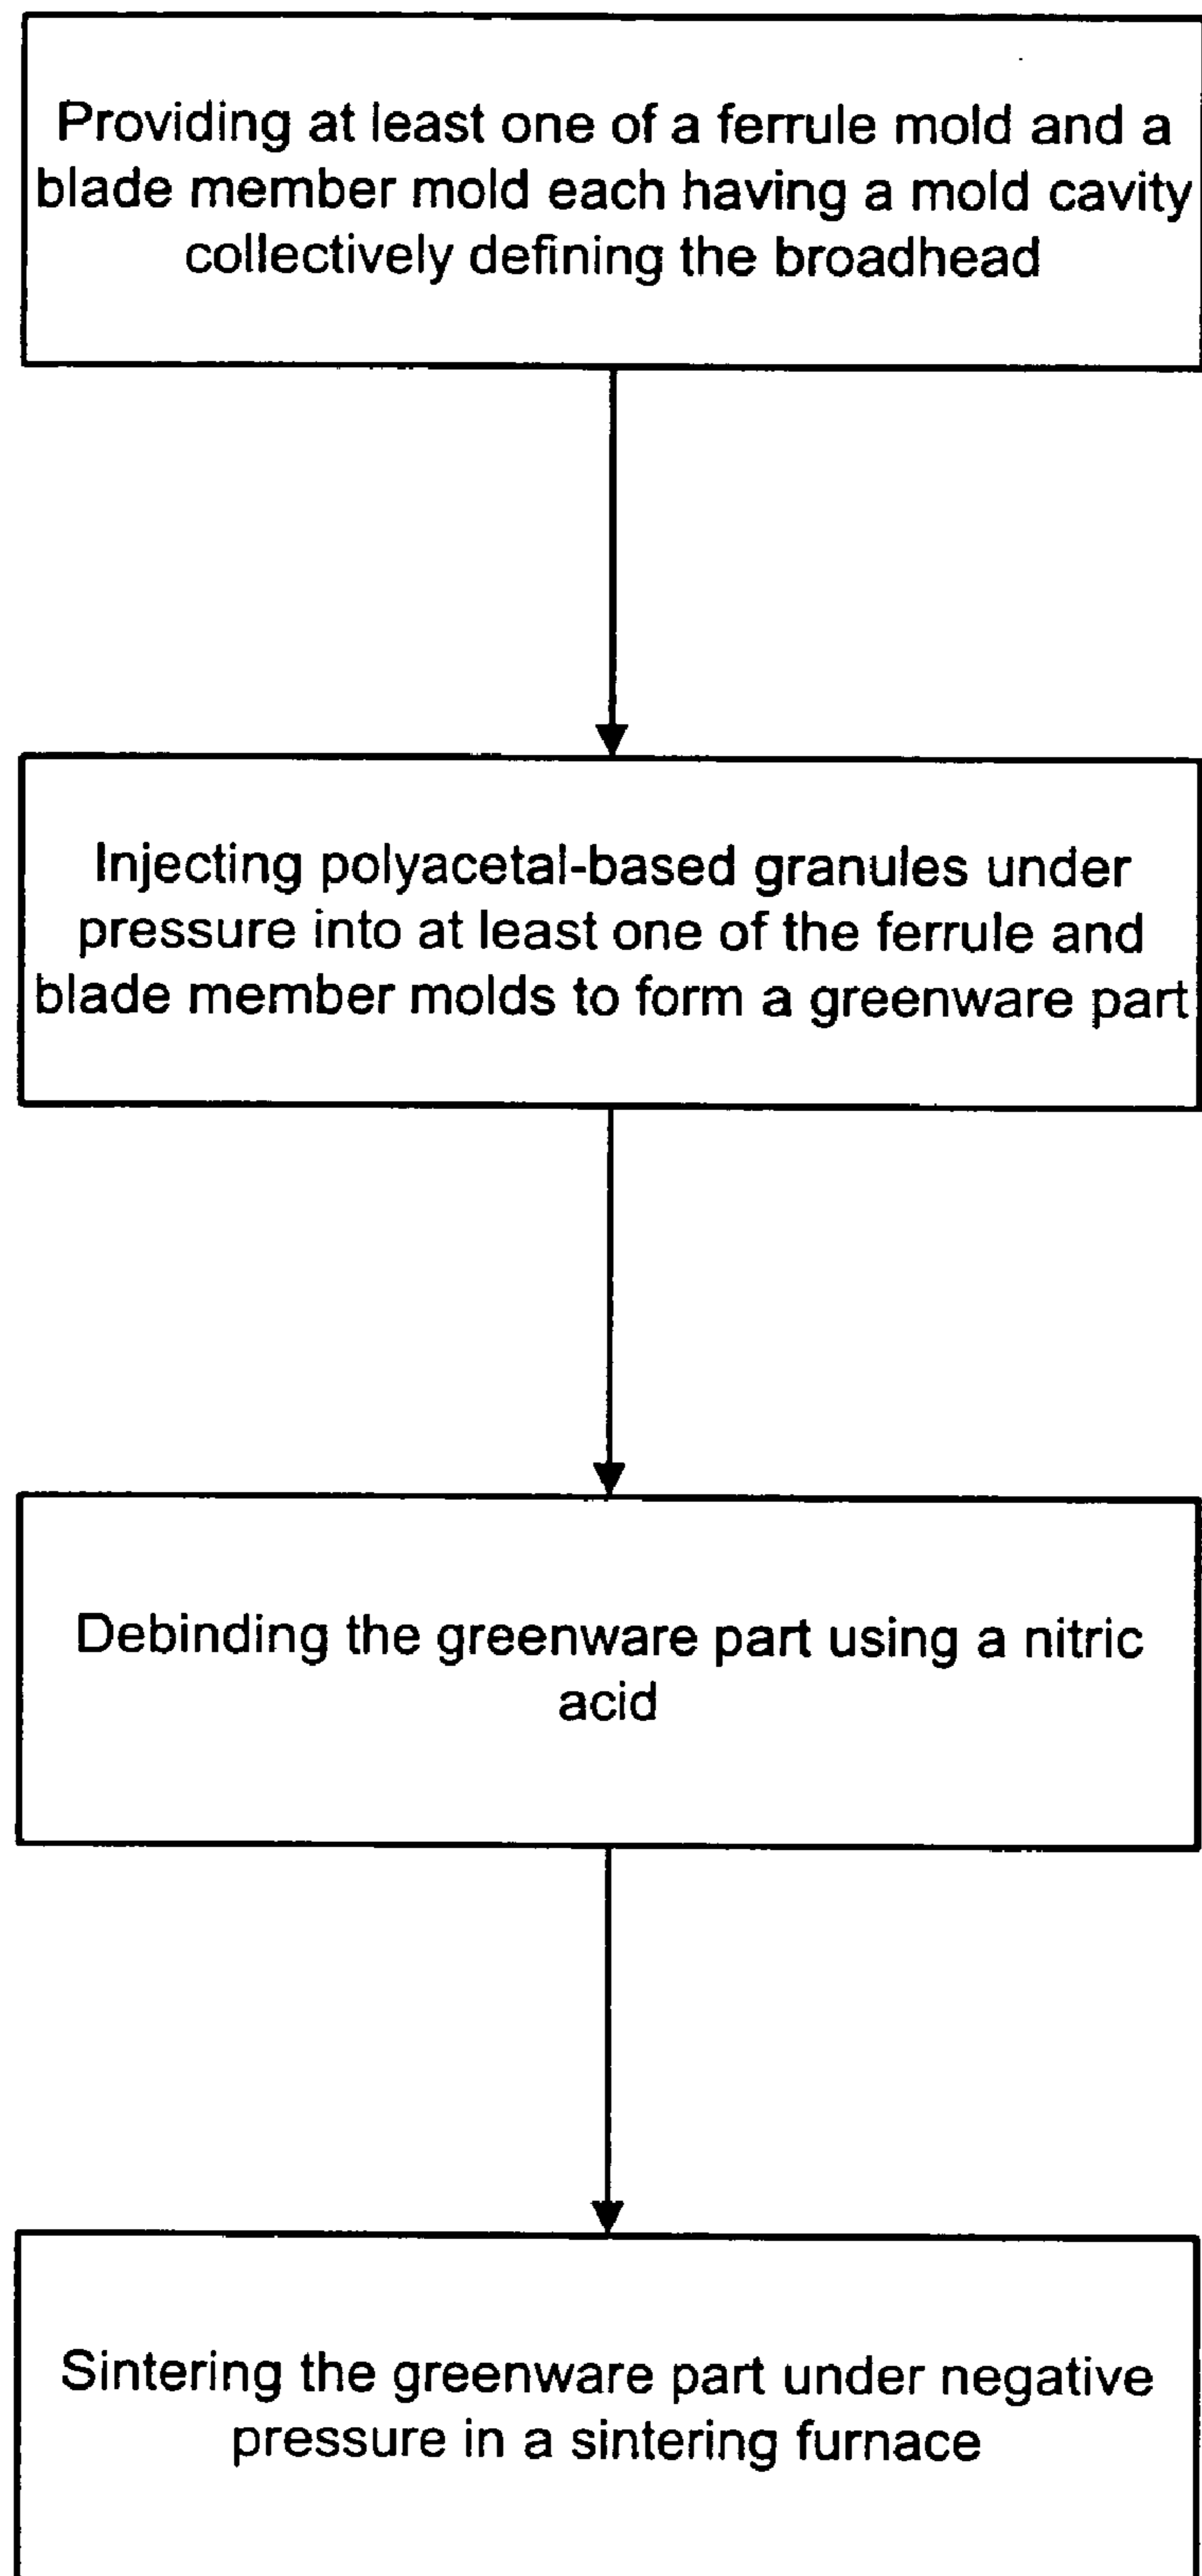 Providing at least one of a ferrule mold and a
blade member mold each having a mold cavity
collectively defining the broadhead
Injecting polyacetal-based granules under
pressure into at least one of the ferrule and
blade member molds to form a greenware part
Debinding the greenware part using a nitric
acid
Sintering the greenware part under negative
pressure in a sintering furnace